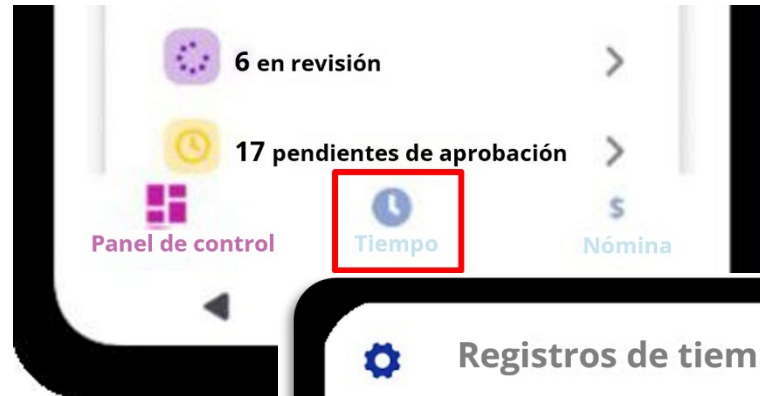 6 en revisión
17 pendientes de aprobación
Panel de control
Tiempo
$
Nómina
Registros de tiem